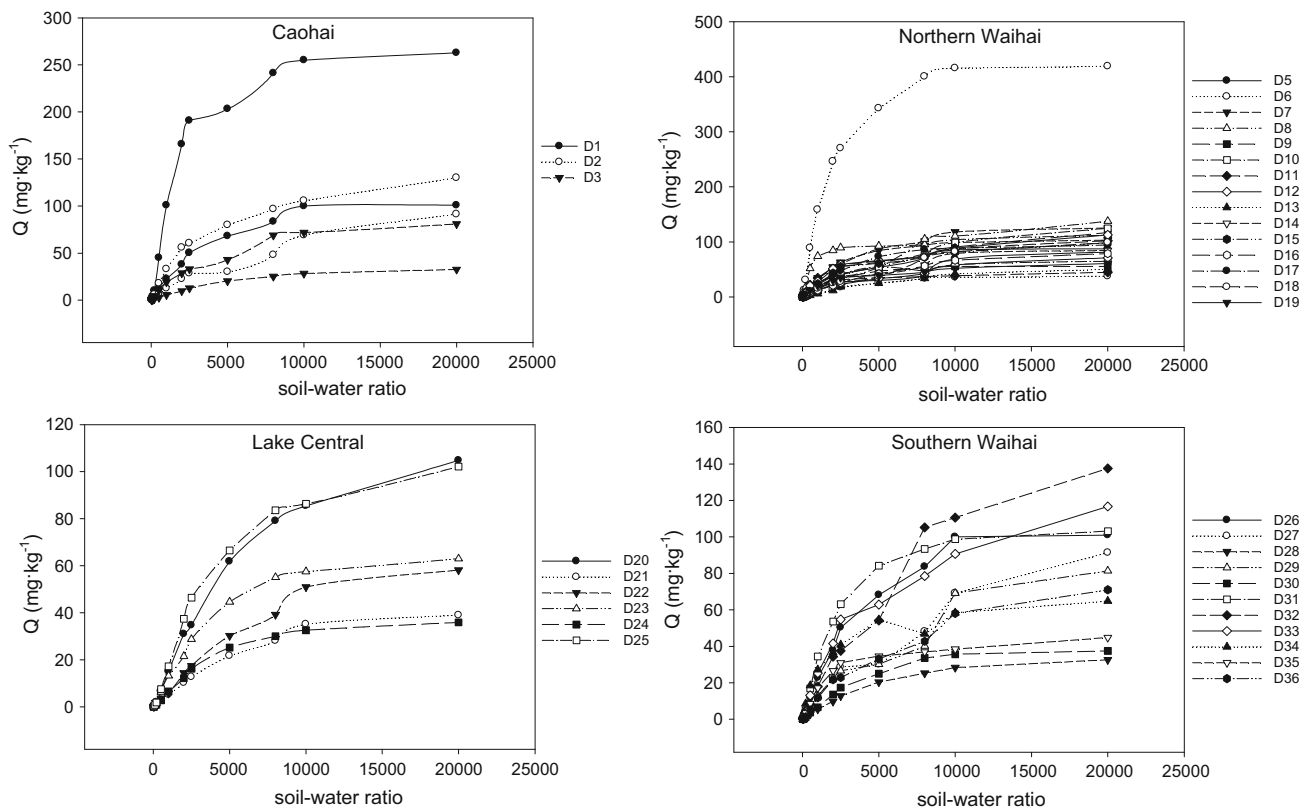 Caohai
Q (mg·kg⁻¹)
300
250
200
150
100
50
0
0 5000 10000 15000 20000 25000
soil-water ratio
D1
D2
D3
Northern Waihai
Q (mg·kg⁻¹)
500
400
300
200
100
0
0 5000 10000 15000 20000 25000
soil-water ratio
D5
D6
D7
D8
D9
D10
D11
D12
D13
D14
D15
D16
D17
D18
D19
Lake Central
Q (mg·kg⁻¹)
120
100
80
60
40
20
0
0 5000 10000 15000 20000 25000
soil-water ratio
D20
D21
D22
D23
D24
D25
Southern Waihai
Q (mg·kg⁻¹)
160
140
120
100
80
60
40
20
0
0 5000 10000 15000 20000 25000
soil-water ratio
D26
D27
D28
D29
D30
D31
D32
D33
D34
D35
D36